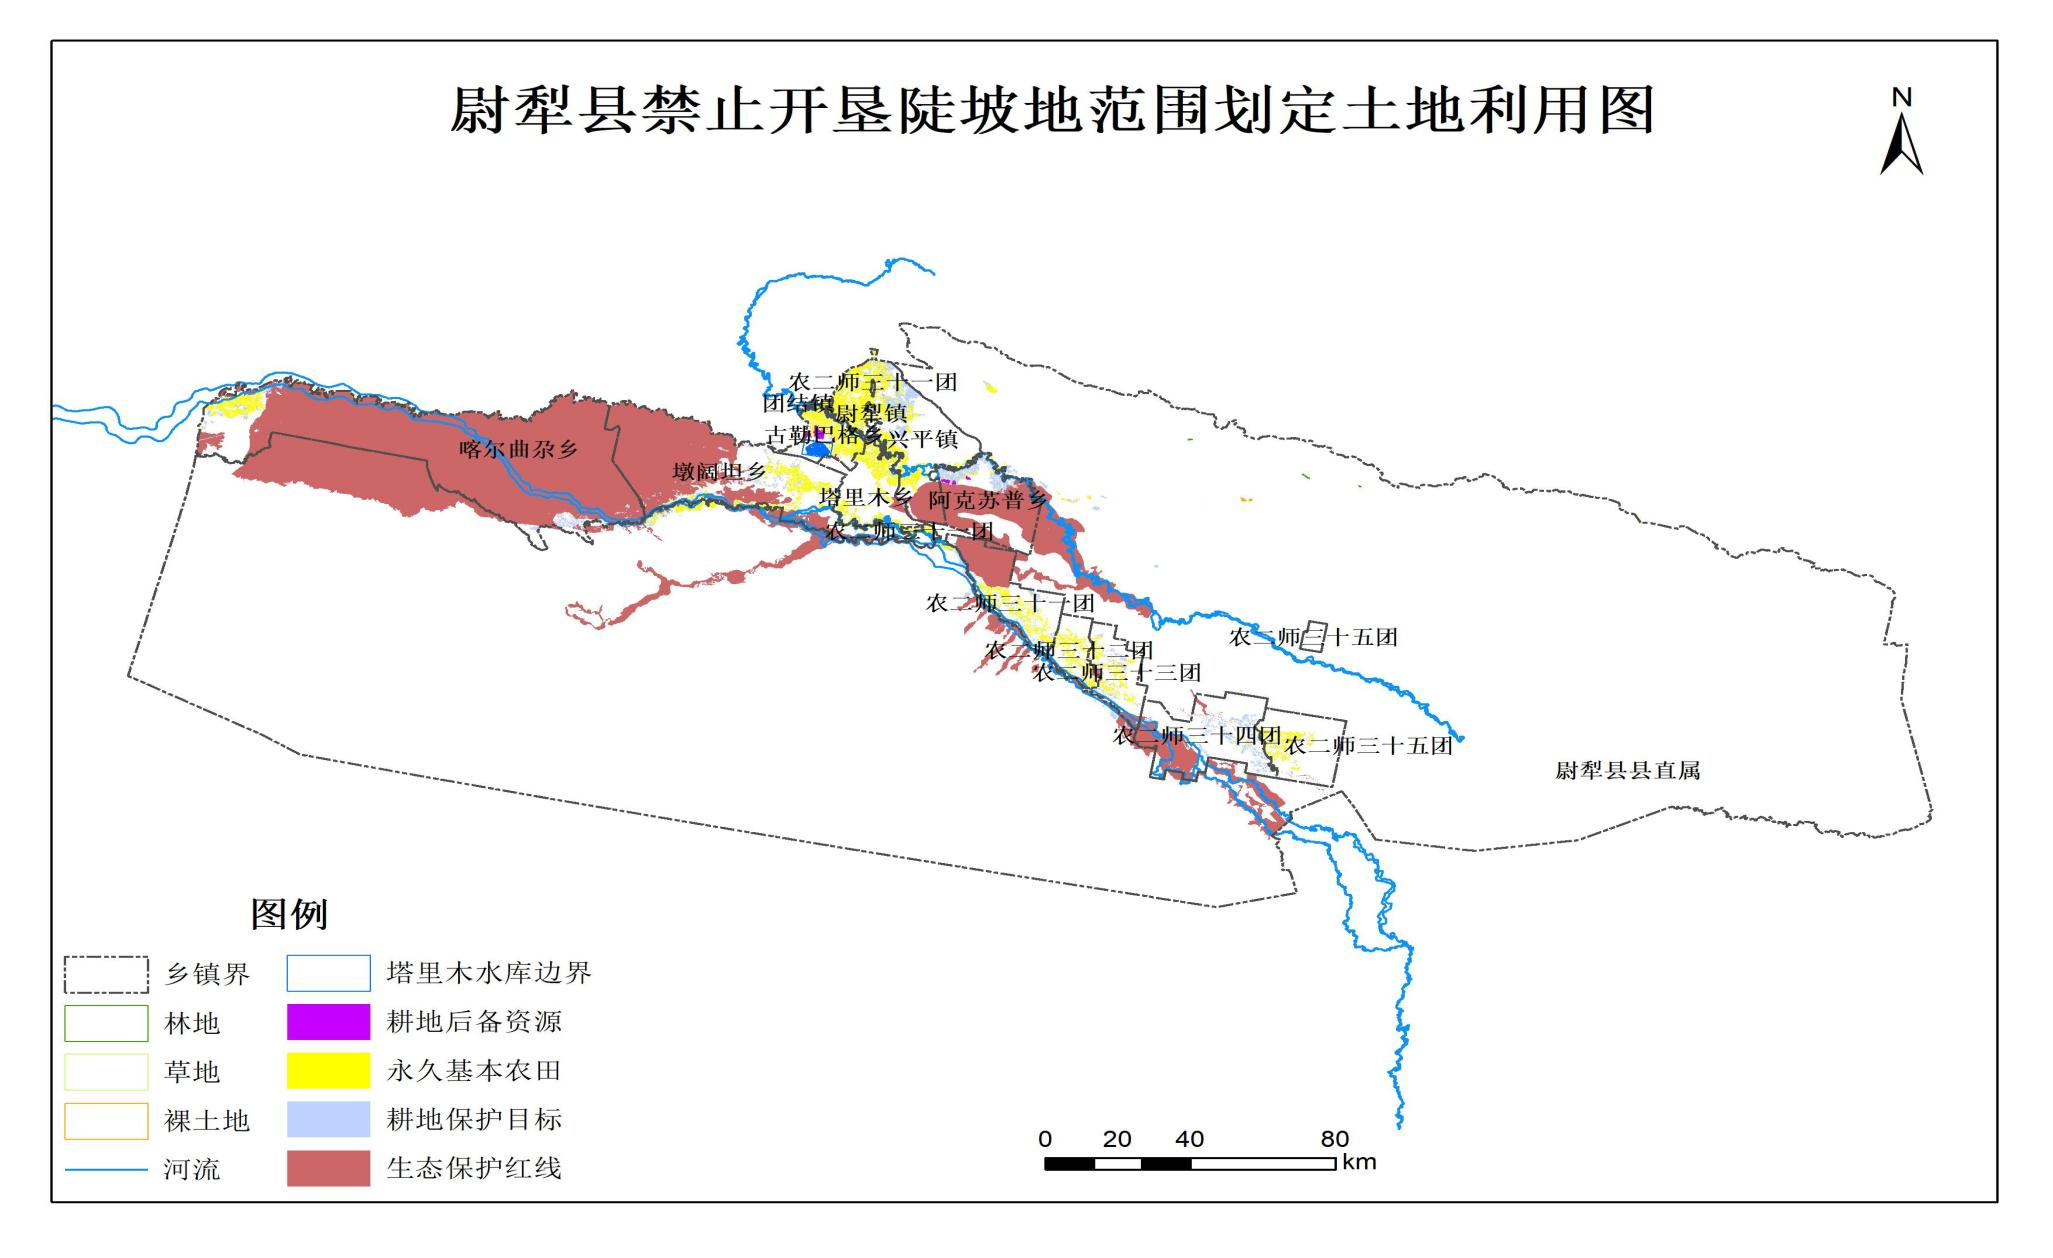 尉犁县禁止开垦陡坡地范围划定土地利用图
N
农二师三十一团
团结镇
尉犁镇
古勒巴格乡
兴平镇
喀尔曲尕乡
墩阔坦乡
塔里木乡
阿克苏普乡
农二师三十一团
农二师三十一团
农二师三十五团
农二师三十二团
农二师三十三团
农二师三十四团
农二师三十五团
尉犁县县直属
图例
乡镇界
塔里木水库边界
林地
耕地后备资源
草地
永久基本农田
裸土地
耕地保护目标
河流
生态保护红线
0 20 40 80
km